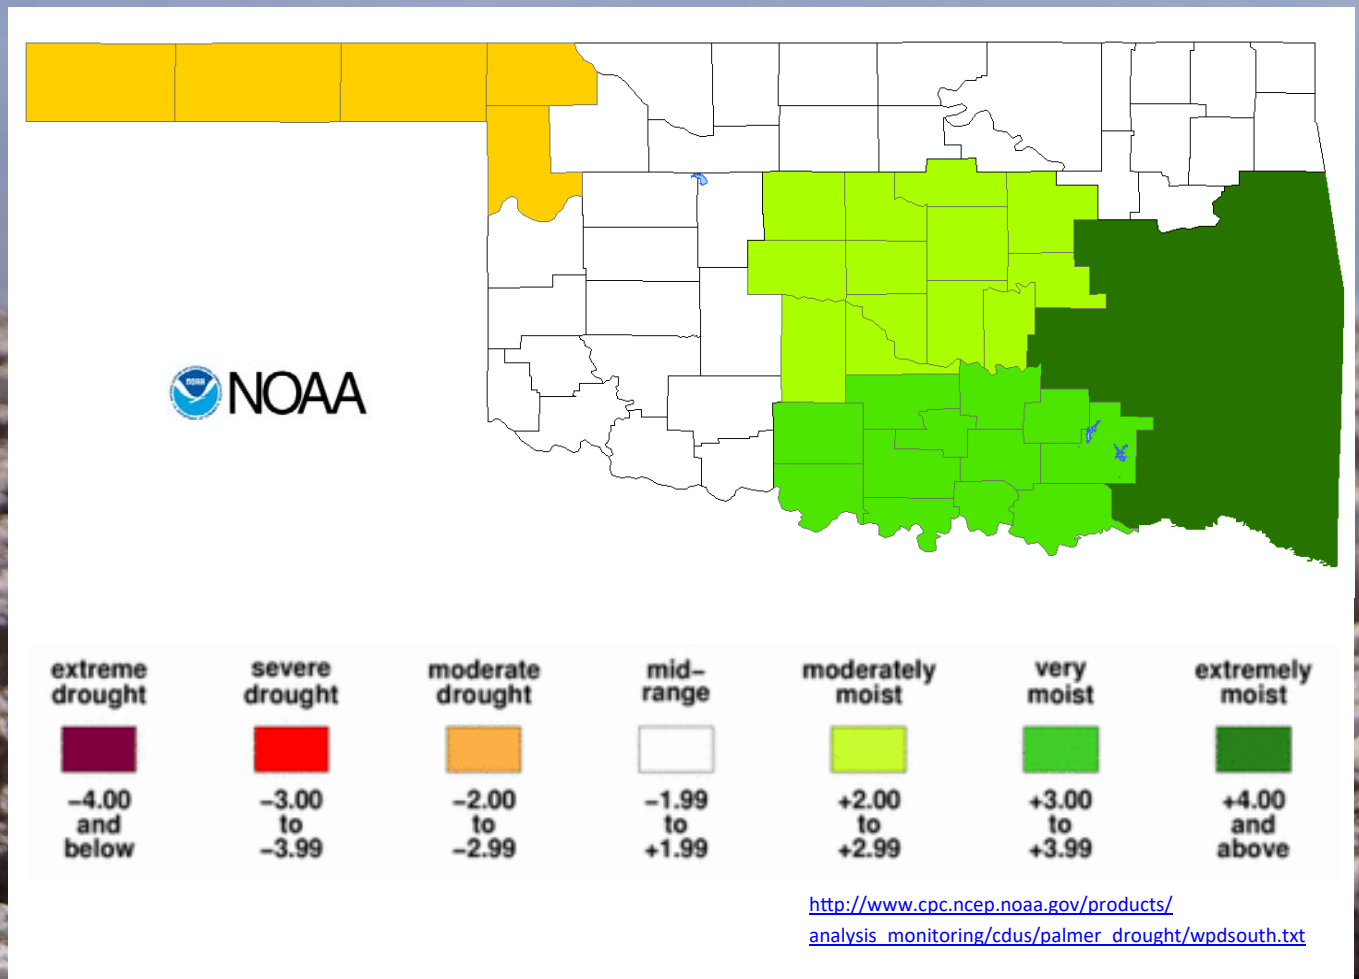 NOAA
NOAA
extreme drought
severe drought
moderate drought
mid–range
moderately moist
very moist
extremely moist
−4.00 and below
−3.00 to −3.99
−2.00 to −2.99
−1.99 to +1.99
+2.00 to +2.99
+3.00 to +3.99
+4.00 and above
http://www.cpc.ncep.noaa.gov/products/
analysis_monitoring/cdus/palmer_drought/wpdsouth.txt